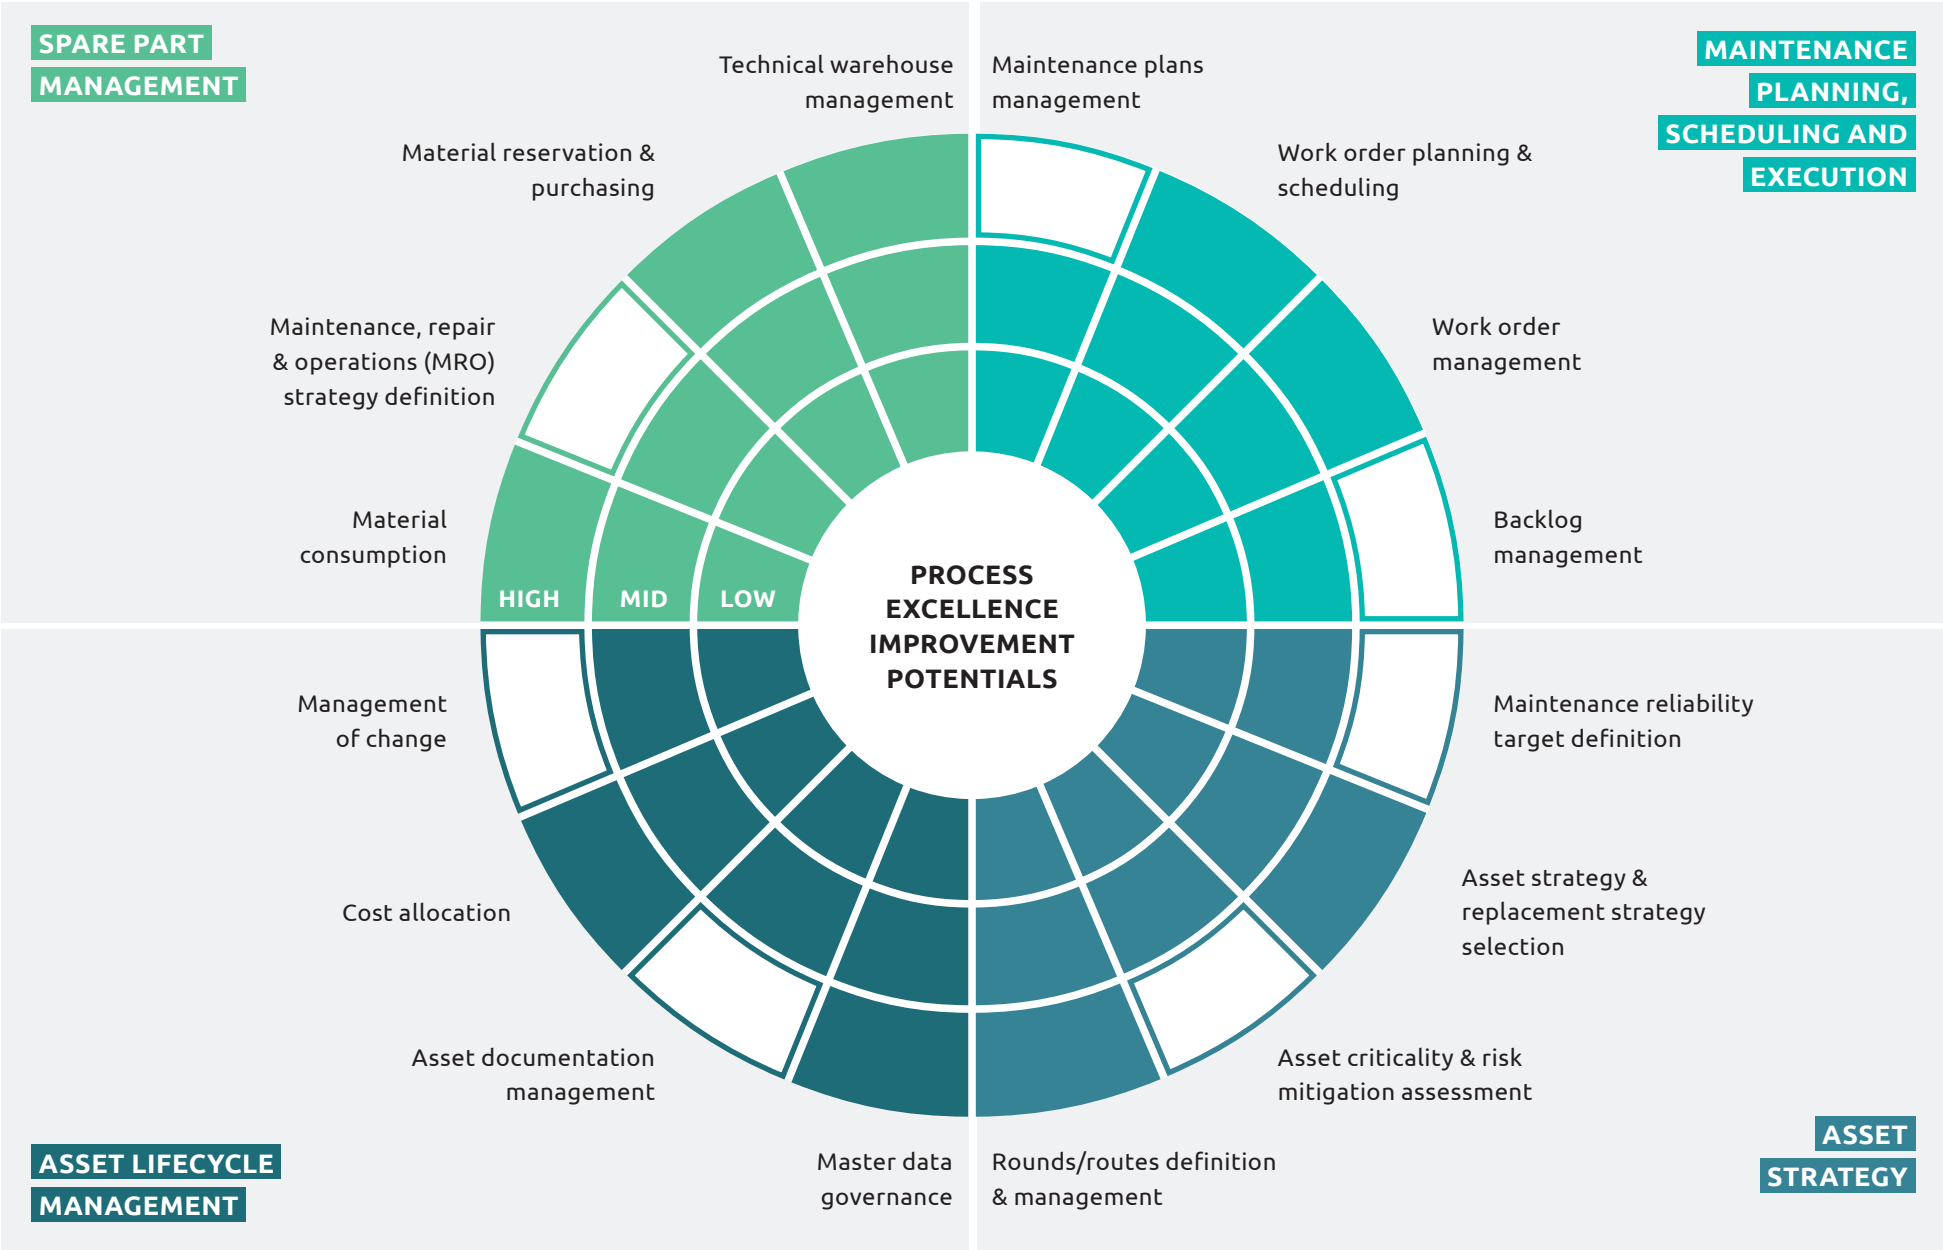 SPARE PART
MANAGEMENT
Technical warehouse
management
Material reservation &
purchasing
Maintenance, repair
& operations (MRO)
strategy definition
Material
consumption
HIGH MID LOW
MAINTENANCE
PLANNING,
SCHEDULING AND
EXECUTION
Maintenance plans
management
Work order planning &
scheduling
Work order
management
Backlog
management
PROCESS
EXCELLENCE
IMPROVEMENT
POTENTIALS
Management
of change
Cost allocation
Asset documentation
management
Master data
governance
ASSET LIFECYCLE
MANAGEMENT
Maintenance reliability
target definition
Asset strategy &
replacement strategy
selection
Asset criticality & risk
mitigation assessment
Rounds/routes definition
& management
ASSET
STRATEGY